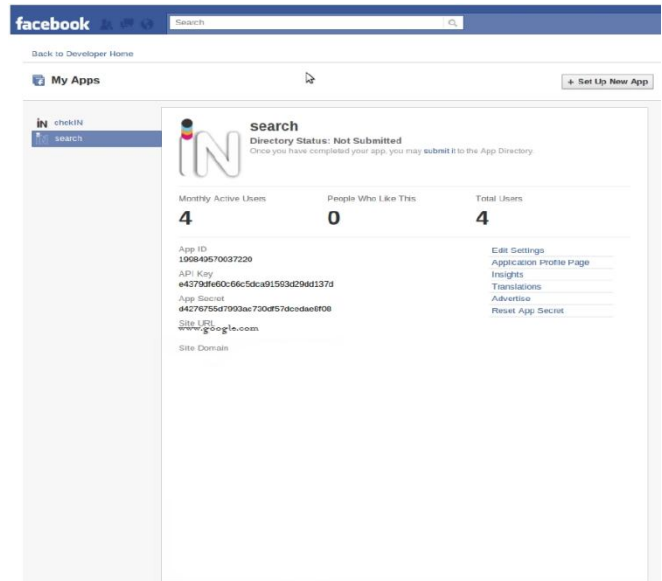 facebook
Search
Back to Developer Home
My Apps
+ Set Up New App
iN chekIN
search
iN
search
Directory Status: Not Submitted
Once you have completed your app, you may submit it to the App Directory.
Monthly Active Users People Who Like This Total Users
4 0 4
App ID
199849570037220
API Key
e4379dfe60c66c5dca91593d29dd137d
App Secret
d4276755d7993ac730df57dcedae8f08
Site URL
www.google.com
Site Domain
Edit Settings
Application Profile Page
Insights
Translations
Advertise
Reset App Secret